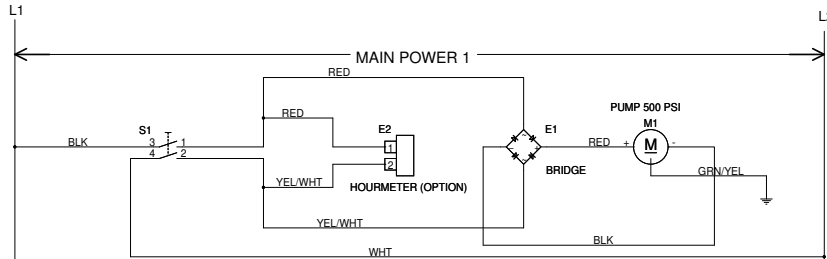 L1
L
MAIN POWER 1
RED
RED
PUMP 500 PSI
S1
E2
E1
M1
BLK
3 1
4 2
1
2
~
~
-
+
RED
+
M
-
YEL/WHT
HOURMETER (OPTION)
BRIDGE
GRN/YEL
YEL/WHT
BLK
WHT